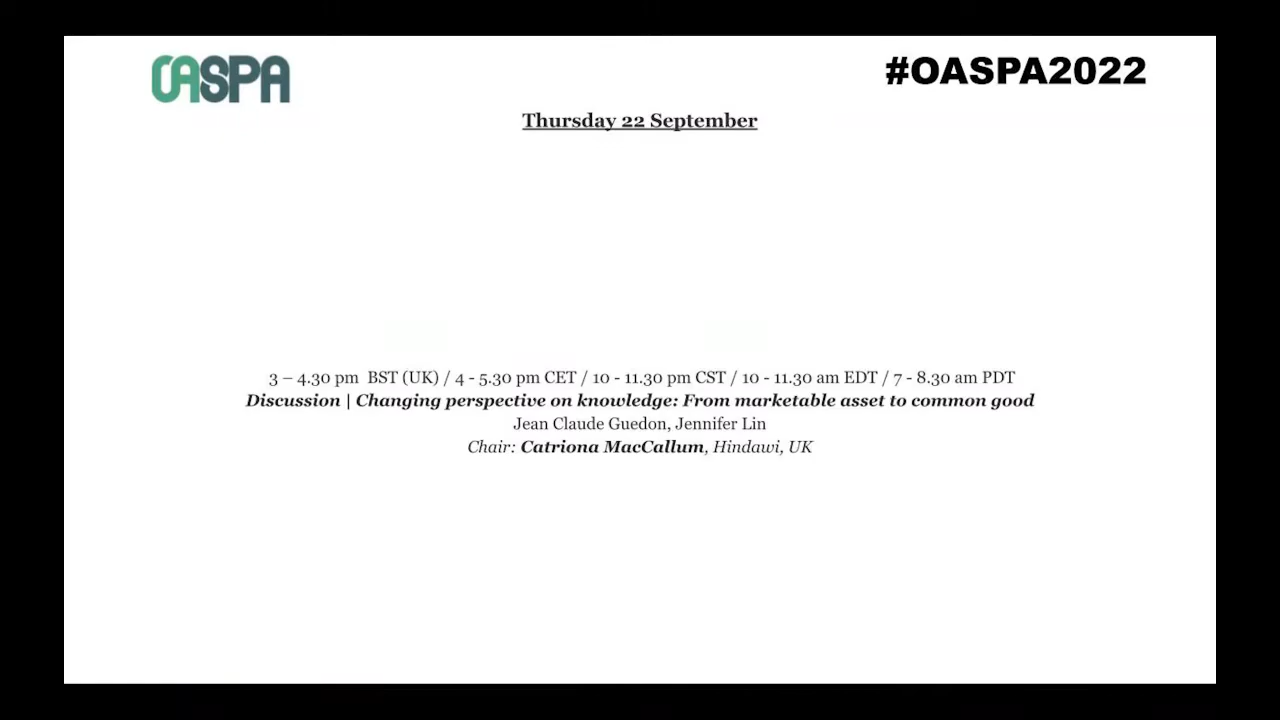 OASPA
#OASPA2022
Thursday 22 September
3 – 4.30 pm BST (UK) / 4 - 5.30 pm CET / 10 - 11.30 pm CST / 10 - 11.30 am EDT / 7 - 8.30 am PDT
Discussion | Changing perspective on knowledge: From marketable asset to common good
Jean Claude Guedon, Jennifer Lin
Chair: Catriona MacCallum, Hindawi, UK